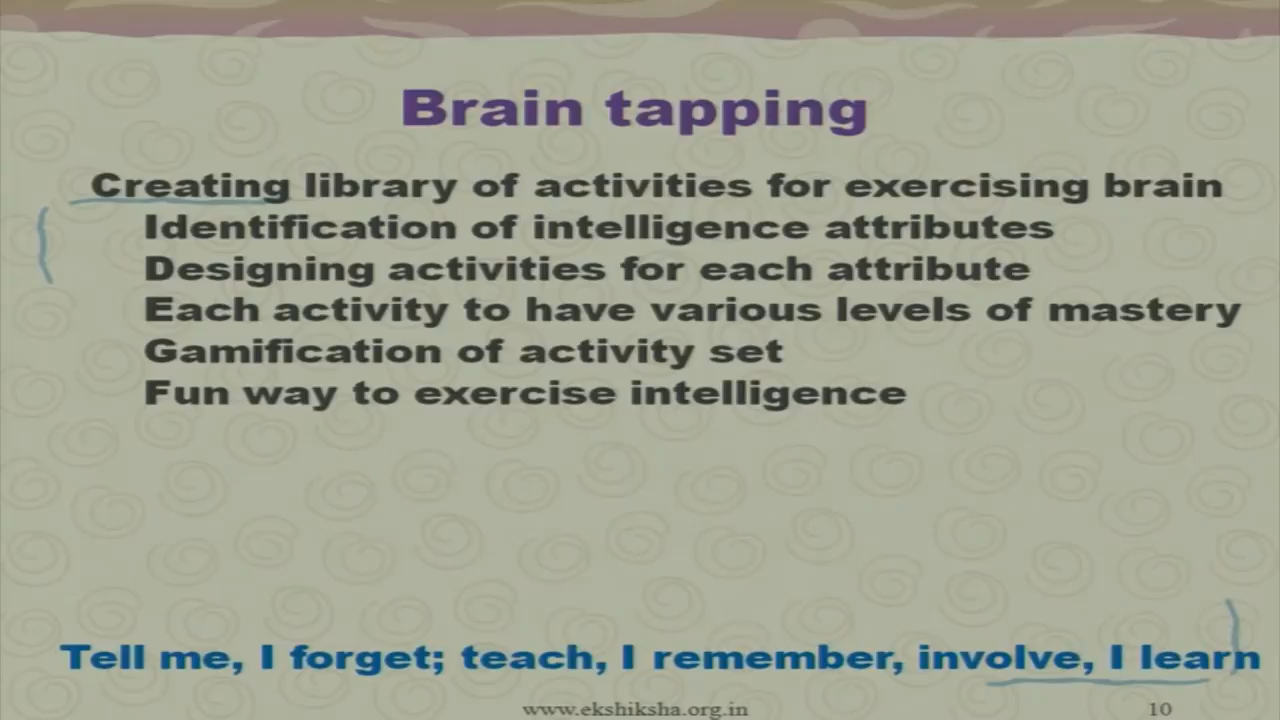 Brain tapping
Creating library of activities for exercising brain
Identification of intelligence attributes
Designing activities for each attribute
Each activity to have various levels of mastery
Gamification of activity set
Fun way to exercise intelligence
Tell me, I forget; teach, I remember, involve, I learn
www.ekshiksha.org.in 10